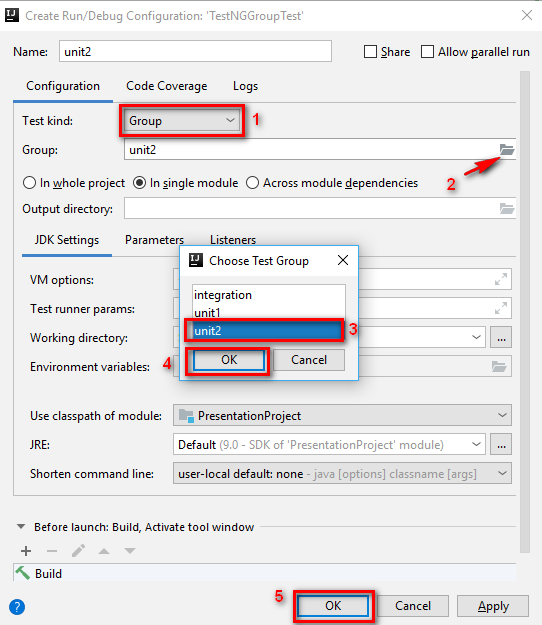 Create Run/Debug Configuration: 'TestNGGroupTest'
Name: unit2 Share Allow parallel run
Configuration Code Coverage Logs
Test kind: Group 1
Group: unit2
2
In whole project In single module Across module dependencies
Output directory:
JDK Settings Parameters Listeners
Choose Test Group
VM options:
integration
Test runner params:
unit1
unit2 3
Working directory: ...
4 OK Cancel
Environment variables:
Use classpath of module: PresentationProject
JRE: Default (9.0 - SDK of 'PresentationProject' module) ...
Shorten command line: user-local default: none - java [options] classname [args]
Before launch: Build, Activate tool window
Build
5 OK Cancel Apply